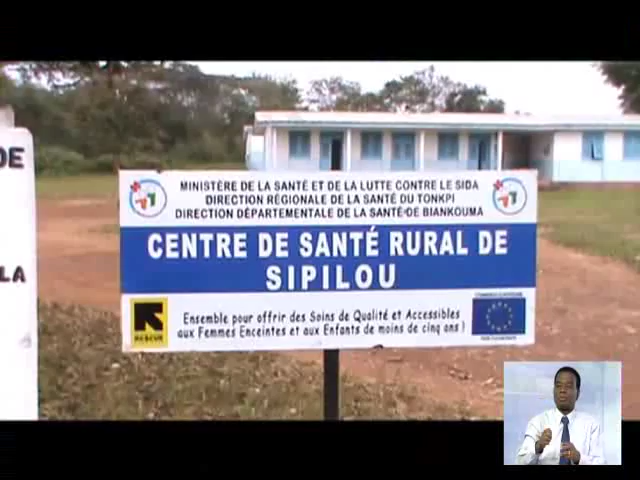 DE
LA
MINISTÈRE DE LA SANTÉ ET DE LA LUTTE CONTRE LE SIDA
DIRECTION RÉGIONALE DE LA SANTÉ DU TONKPI
DIRECTION DÉPARTEMENTALE DE LA SANTÉ DE BIANKOUMA
CENTRE DE SANTÉ RURAL DE
SIPILOU
Ensemble pour offrir des Soins de Qualité et Accessibles
aux Femmes Enceintes et aux Enfants de moins de cinq ans !
RESCUE